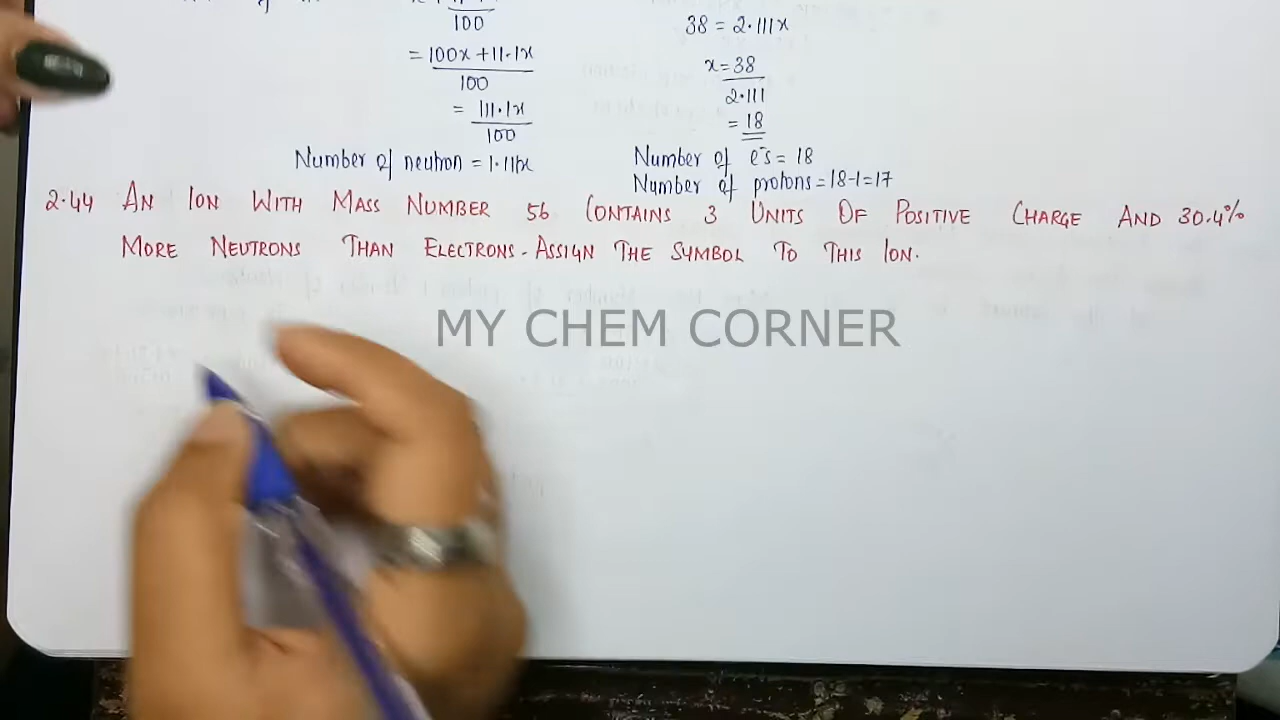 100
38 = 2.111x
= 100x + 11.1x
100
x = 38
2.111
= 111.1x
100
= 18
Number of neutron = 1.111x
Number of e⁻s = 18
Number of protons = 18-1 = 17
2.44 AN ION WITH MASS NUMBER 56 CONTAINS 3 UNITS OF POSITIVE CHARGE AND 30.4%
MORE NEUTRONS THAN ELECTRONS. ASSIGN THE SYMBOL TO THIS ION.
MY CHEM CORNER